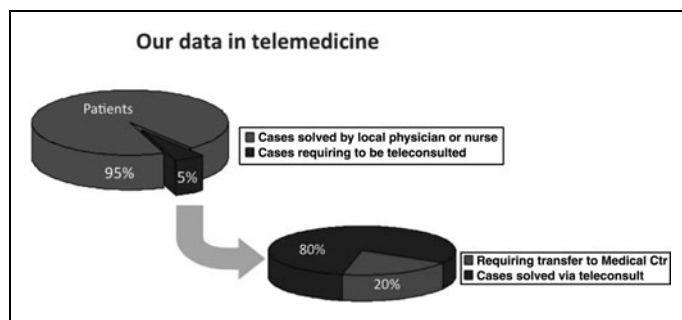 Our data in telemedicine
Patients
95%
5%
Cases solved by local physician or nurse
Cases requiring to be teleconsulted
80%
20%
Requiring transfer to Medical Ctr
Cases solved via teleconsult